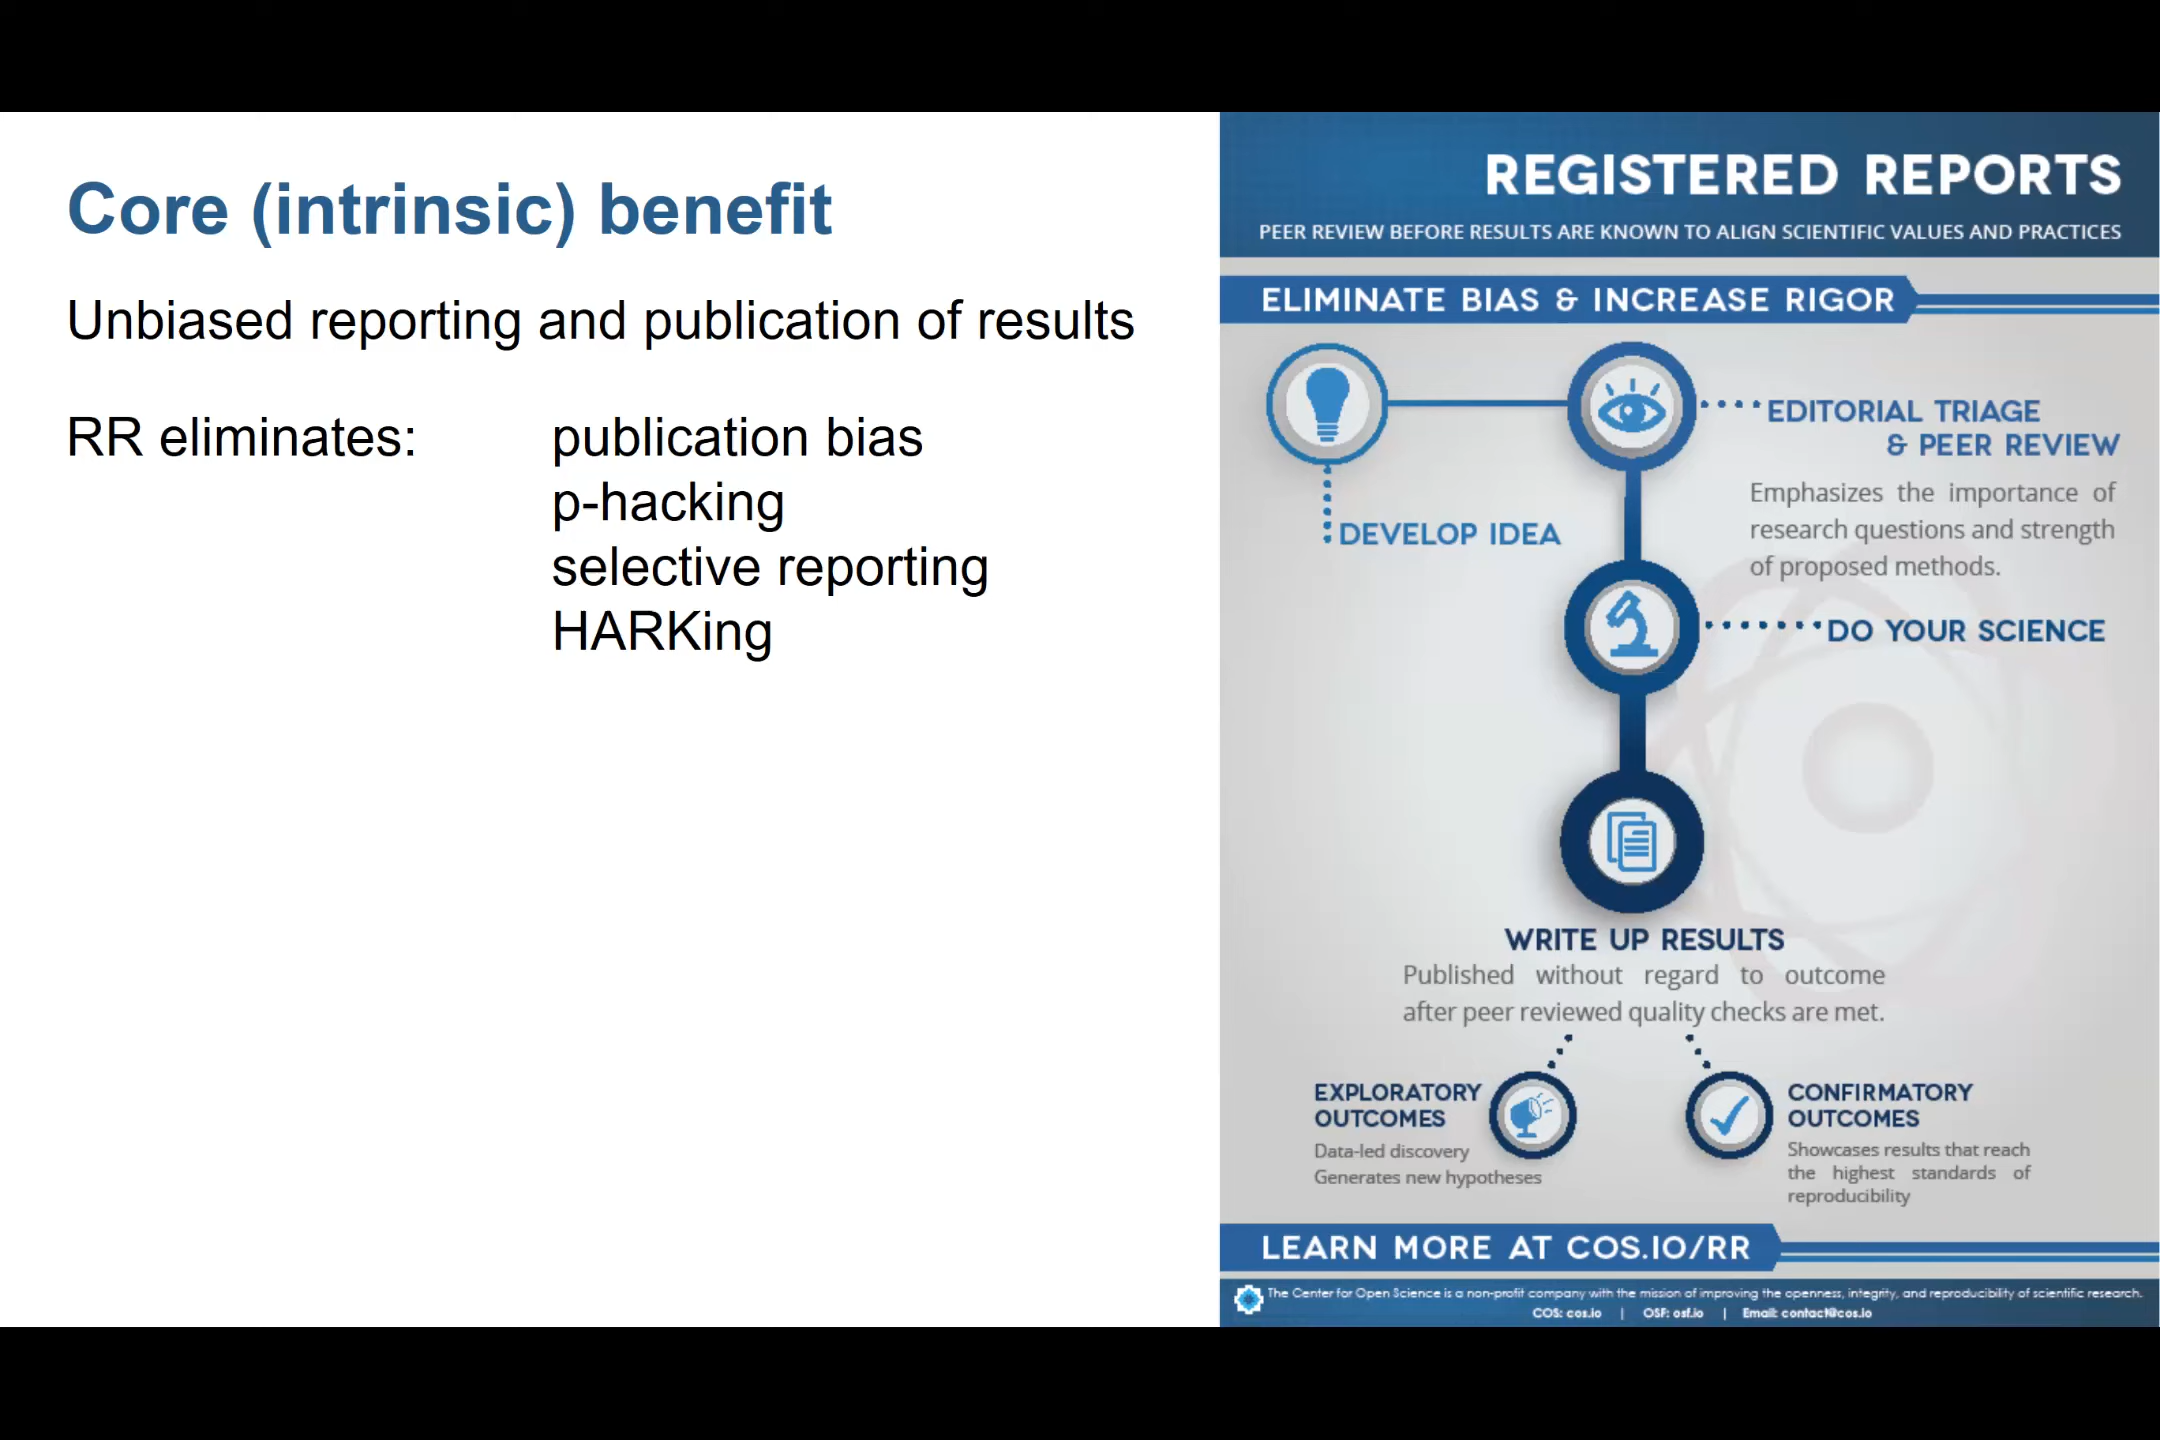 Core (intrinsic) benefit
Unbiased reporting and publication of results
RR eliminates: publication bias
p-hacking
selective reporting
HARKing
REGISTERED REPORTS
PEER REVIEW BEFORE RESULTS ARE KNOWN TO ALIGN SCIENTIFIC VALUES AND PRACTICES
ELIMINATE BIAS & INCREASE RIGOR
EDITORIAL TRIAGE
& PEER REVIEW
Emphasizes the importance of
research questions and strength
of proposed methods.
DEVELOP IDEA
DO YOUR SCIENCE
WRITE UP RESULTS
Published without regard to outcome
after peer reviewed quality checks are met.
EXPLORATORY
OUTCOMES
Data-led discovery
Generates new hypotheses
CONFIRMATORY
OUTCOMES
Showcases results that reach
the highest standards of
reproducibility
LEARN MORE AT COS.IO/RR
The Center for Open Science is a non-profit company with the mission of improving the openness, integrity, and reproducibility of scientific research.
COS: cos.io | OSF: osf.io | Email: contact@cos.io